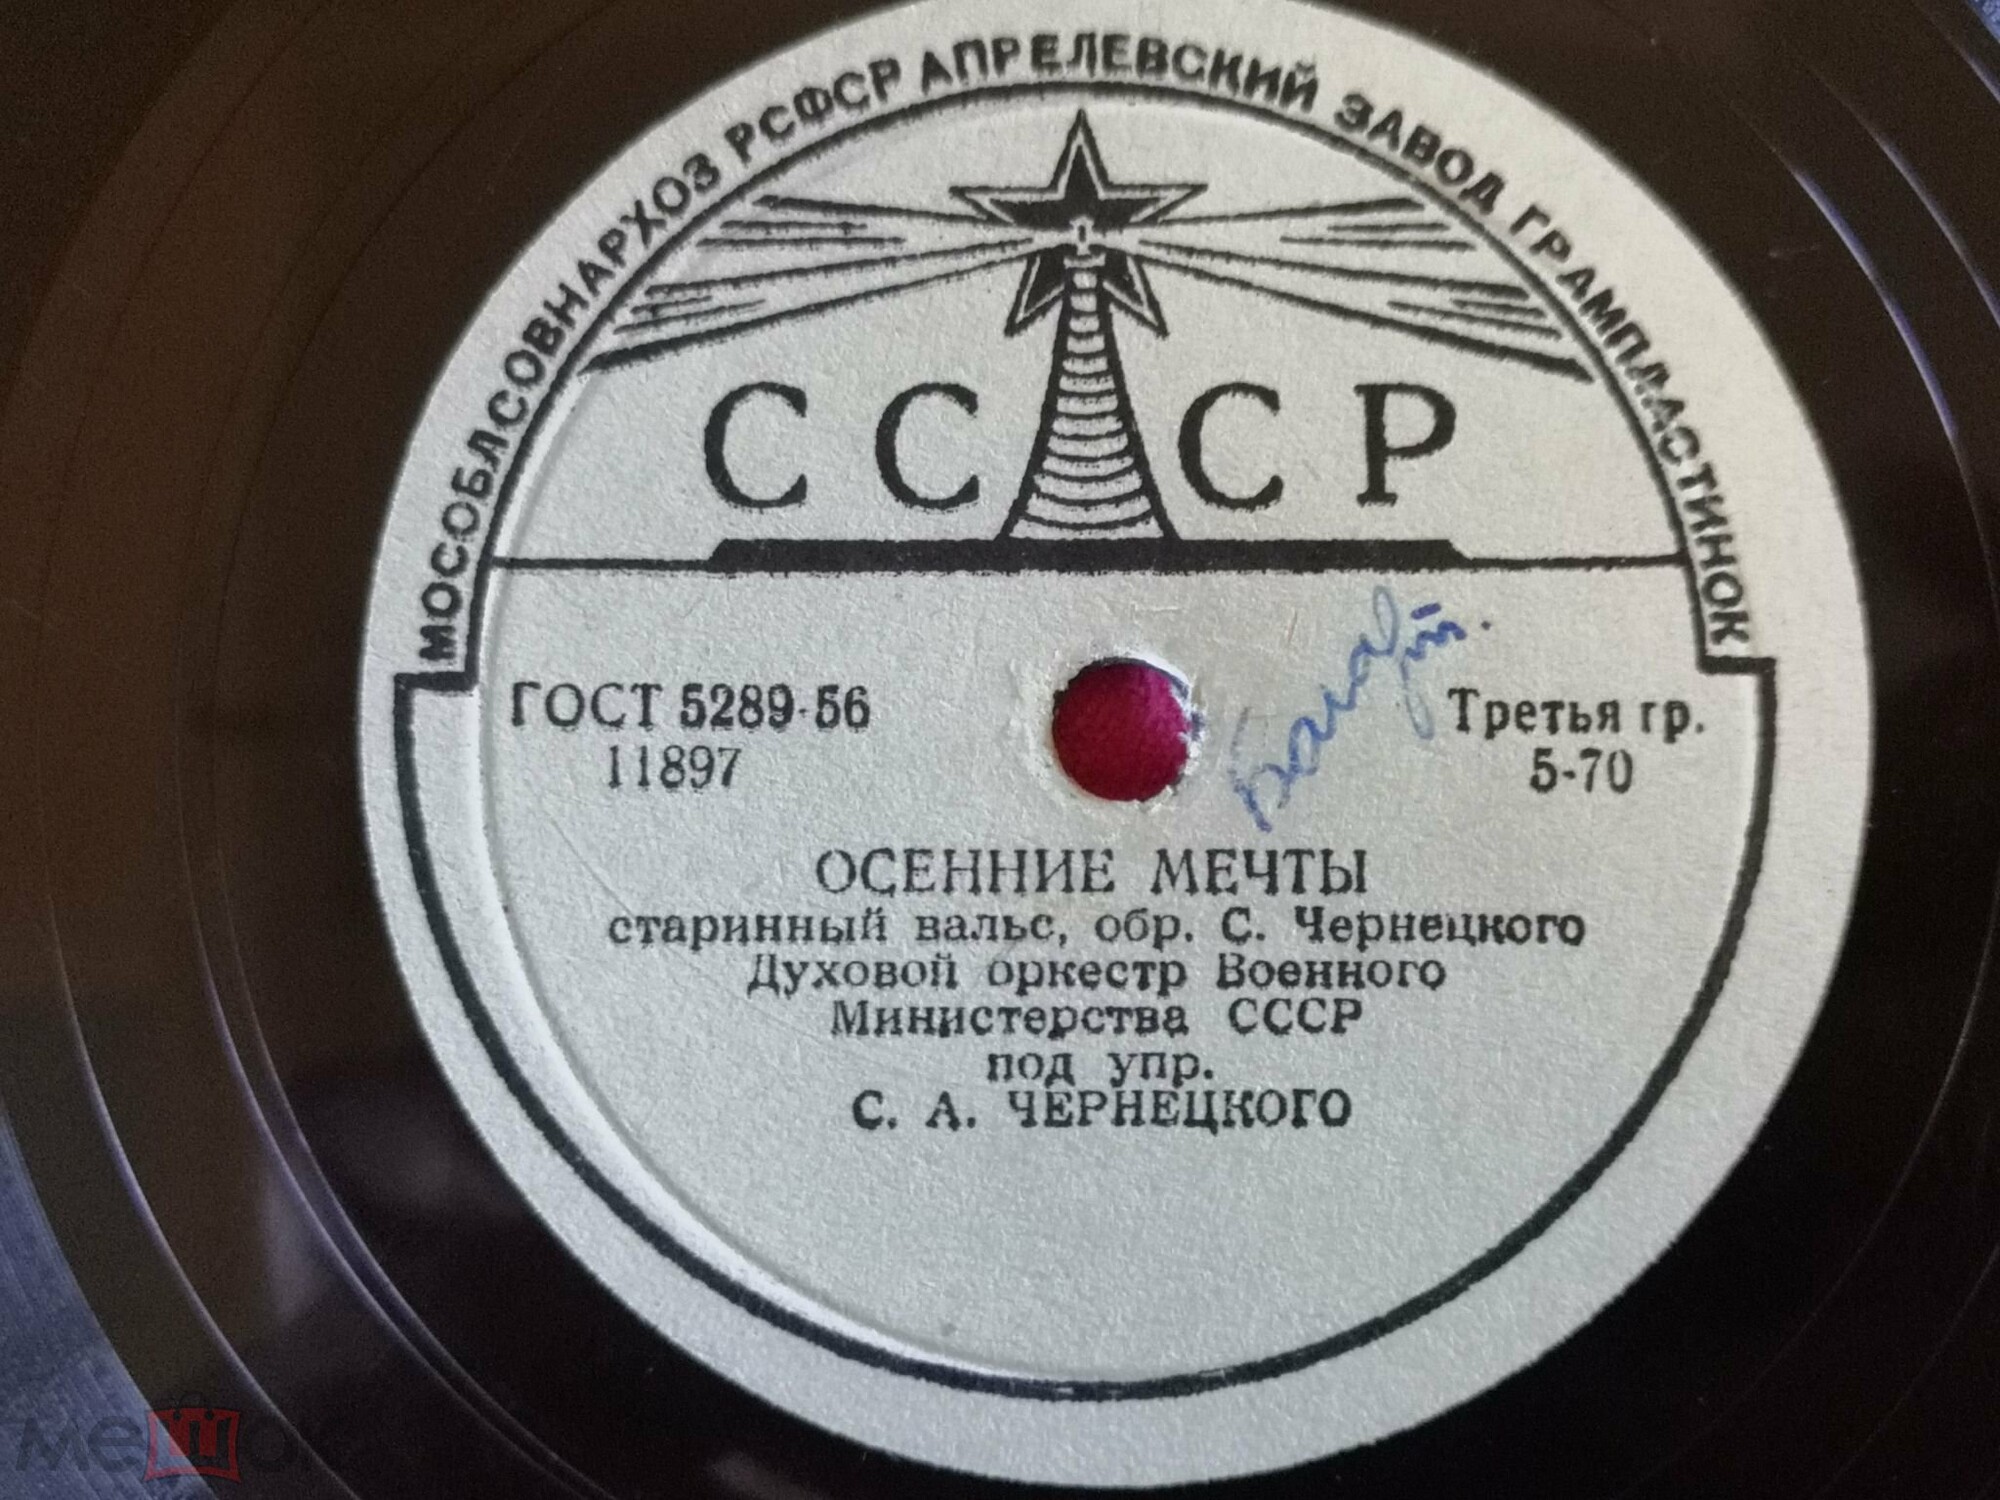 МОСОБЛСОВНАРХОЗ РСФСР АПРЕЛЕВСКИЙ ЗАВОД ГРАМПЛАСТИНОК
СССР
ГОСТ 5289-56
11897
Третья гр.
5-70
ОСЕННИЕ МЕЧТЫ
старинный вальс, обр. С. Чернецкого
Духовой оркестр Военного
Министерства СССР
под упр.
С. А. ЧЕРНЕЦКОГО
мешок